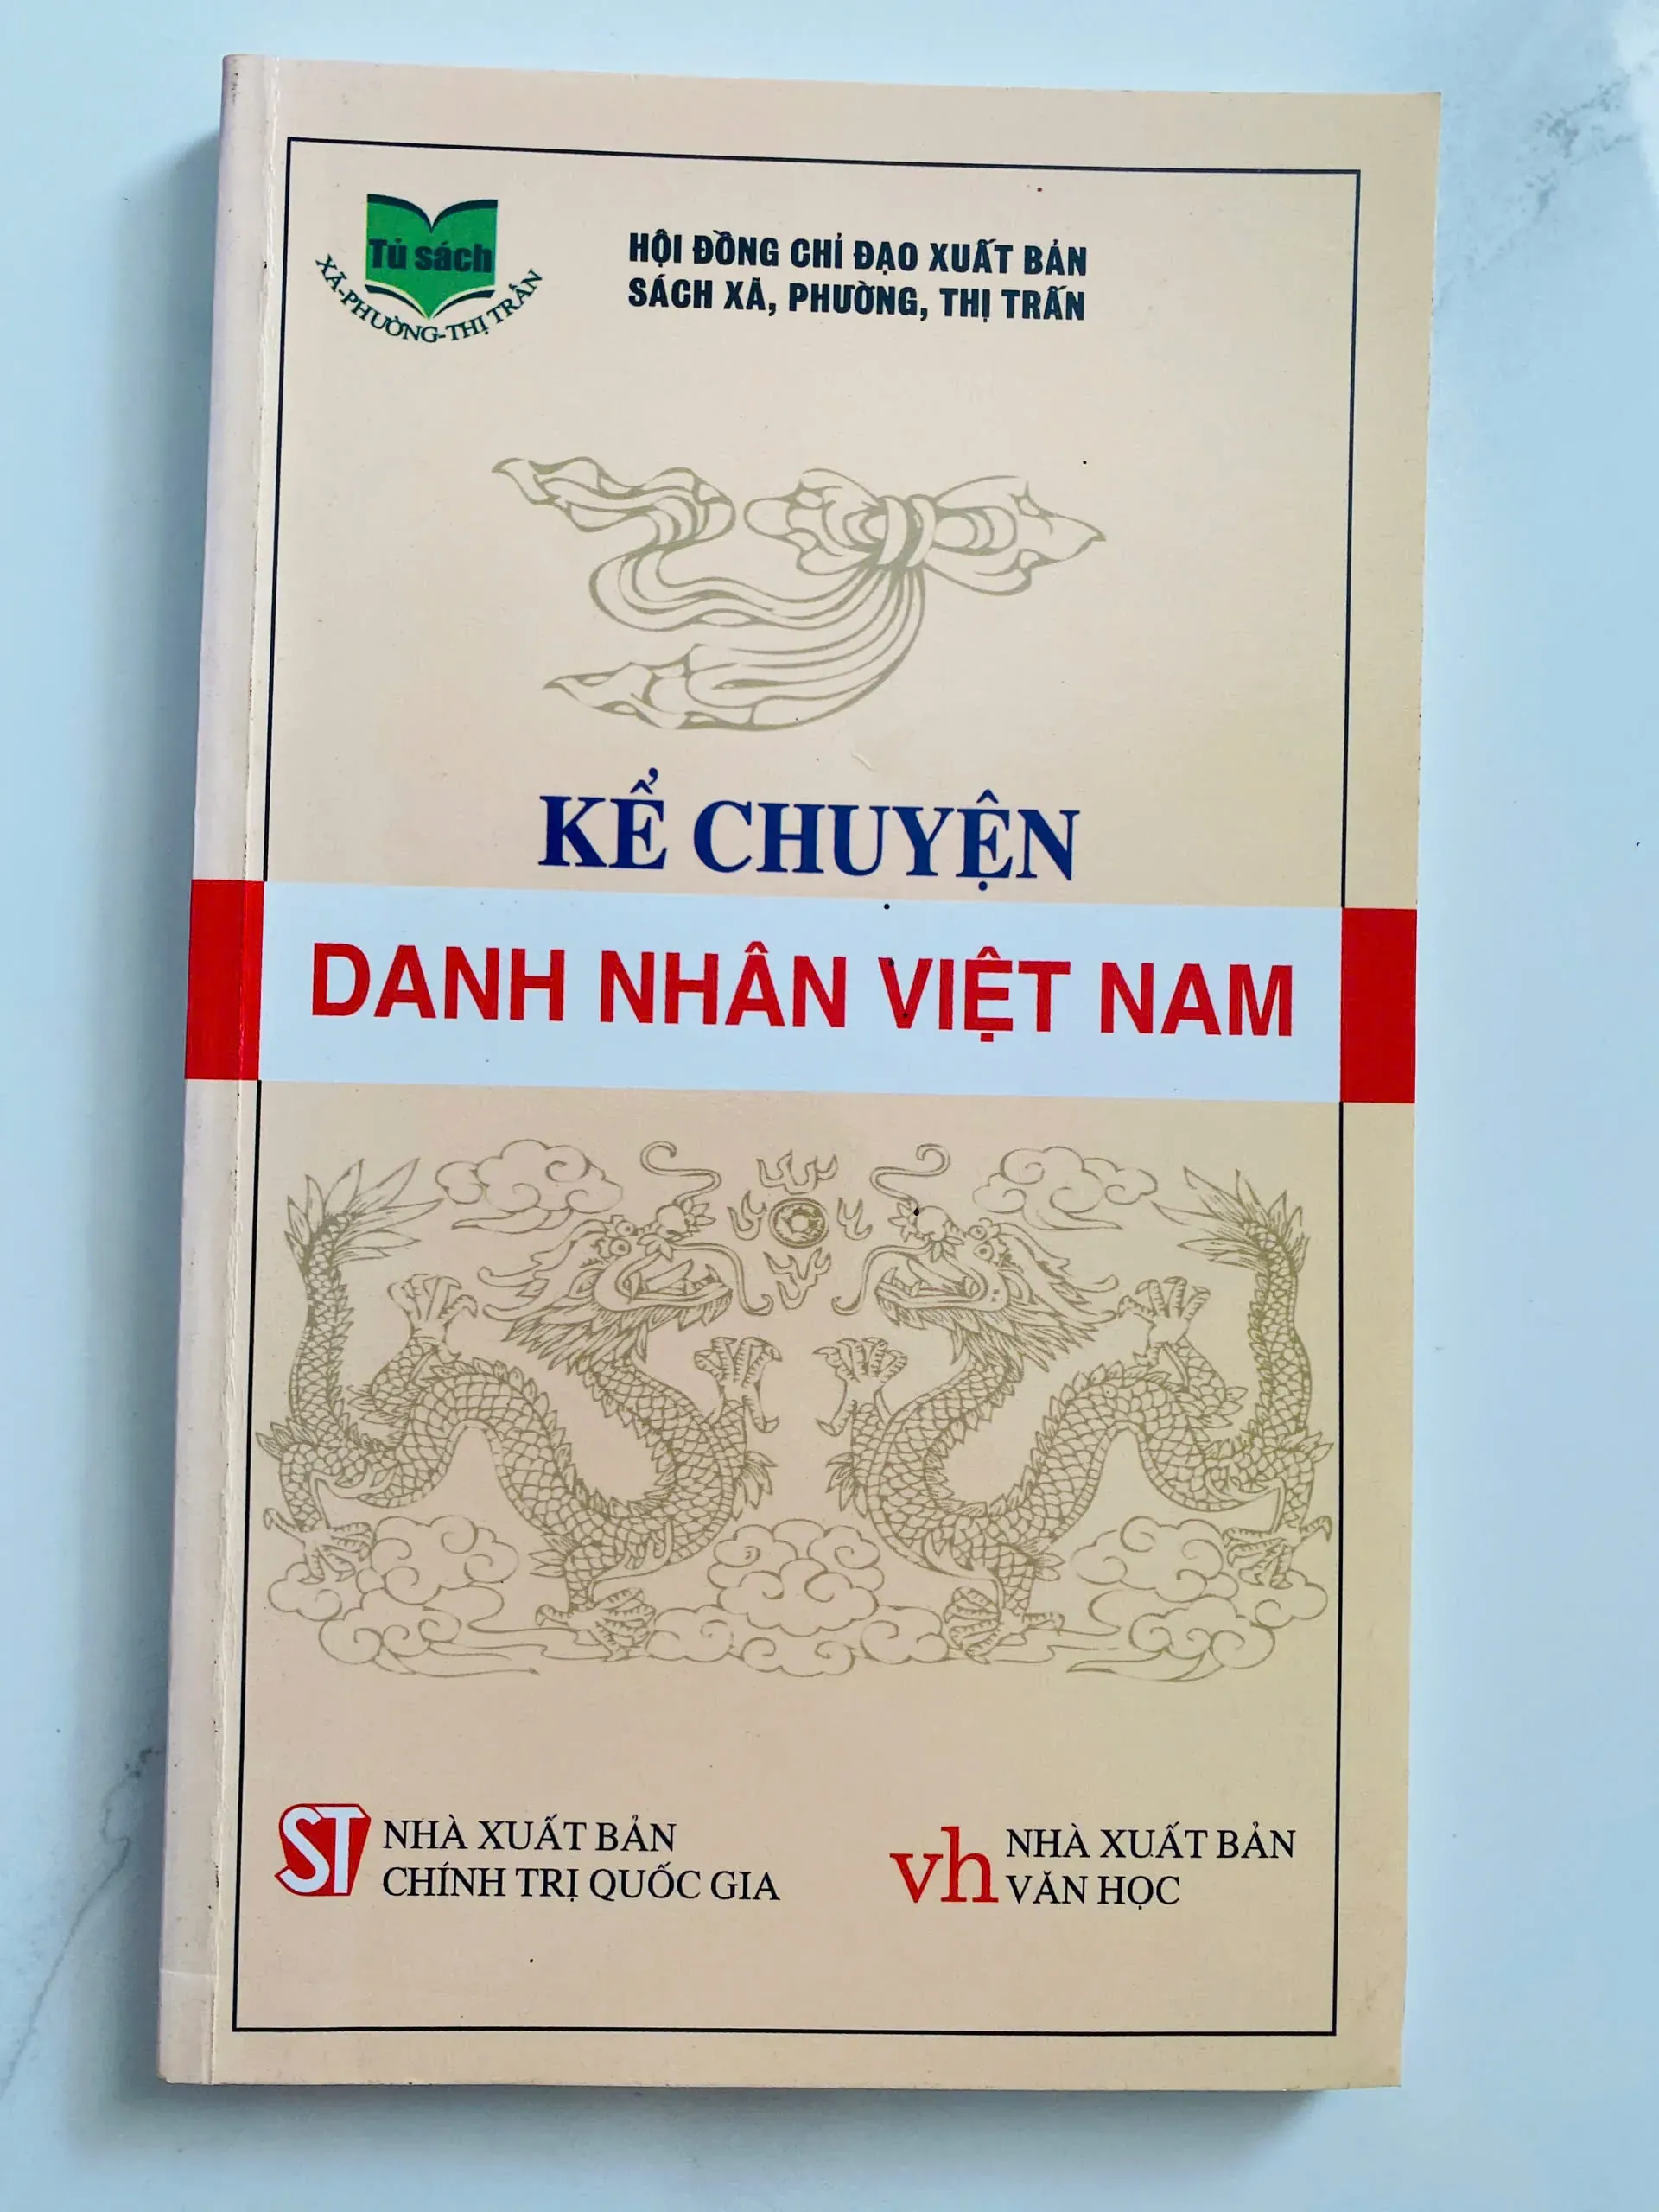 Tủ sách
XÃ-PHƯỜNG-THỊ TRẤN
HỘI ĐỒNG CHỈ ĐẠO XUẤT BẢN
SÁCH XÃ, PHƯỜNG, THỊ TRẤN
KỂ CHUYỆN
DANH NHÂN VIỆT NAM
ST
NHÀ XUẤT BẢN
CHÍNH TRỊ QUỐC GIA
vh
NHÀ XUẤT BẢN
VĂN HỌC